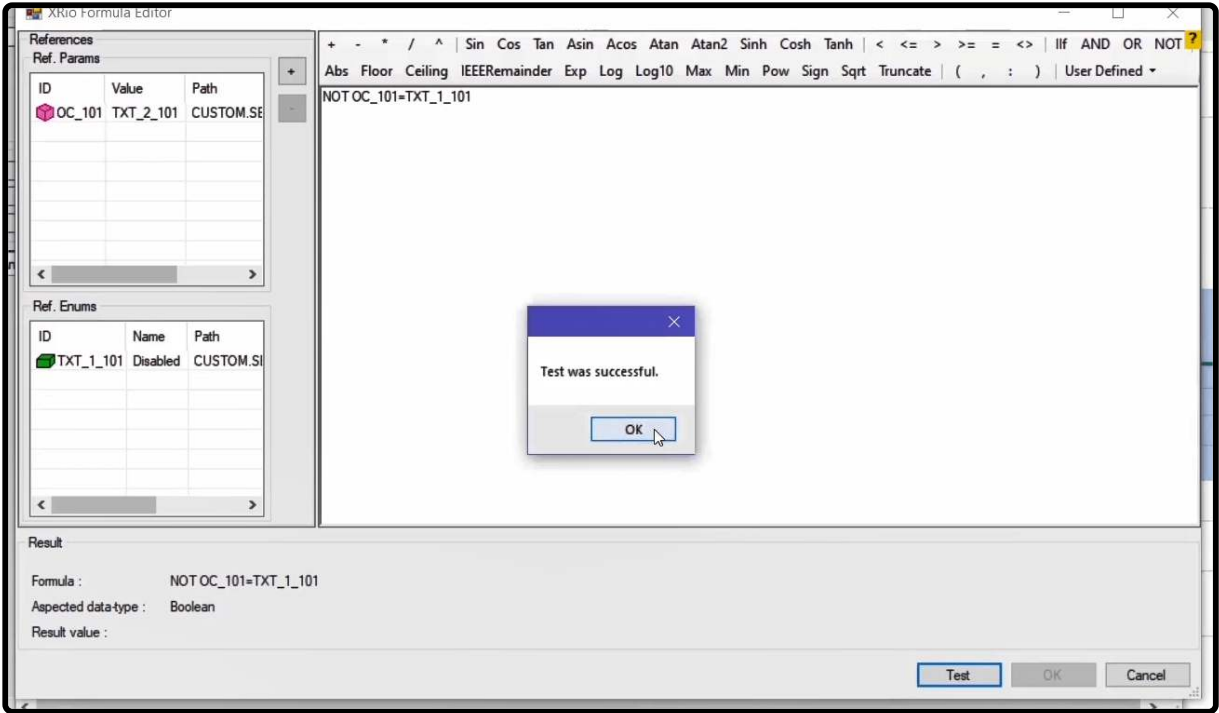 XRio Formula Editor
References
Ref. Params
ID Value Path
OC_101 TXT_2_101 CUSTOM.SE
+
-
Ref. Enums
ID Name Path
TXT_1_101 Disabled CUSTOM.SI
+ - * / ^ | Sin Cos Tan Asin Acos Atan Atan2 Sinh Cosh Tanh | < <= > >= = <> | IIf AND OR NOT ?
Abs Floor Ceiling IEEERemainder Exp Log Log10 Max Min Pow Sign Sqrt Truncate | ( , : ) | User Defined
NOT OC_101=TXT_1_101
Test was successful.
OK
Result
Formula : NOT OC_101=TXT_1_101
Aspected data-type : Boolean
Result value :
Test OK Cancel